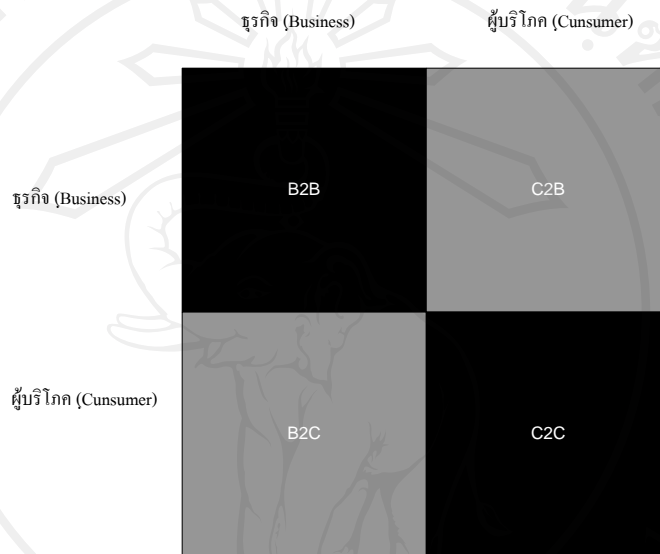 ธุรกิจ (Business) ผู้บริโภค (Cunsumer)
ธุรกิจ (Business) B2B C2B
ผู้บริโภค (Cunsumer) B2C C2C